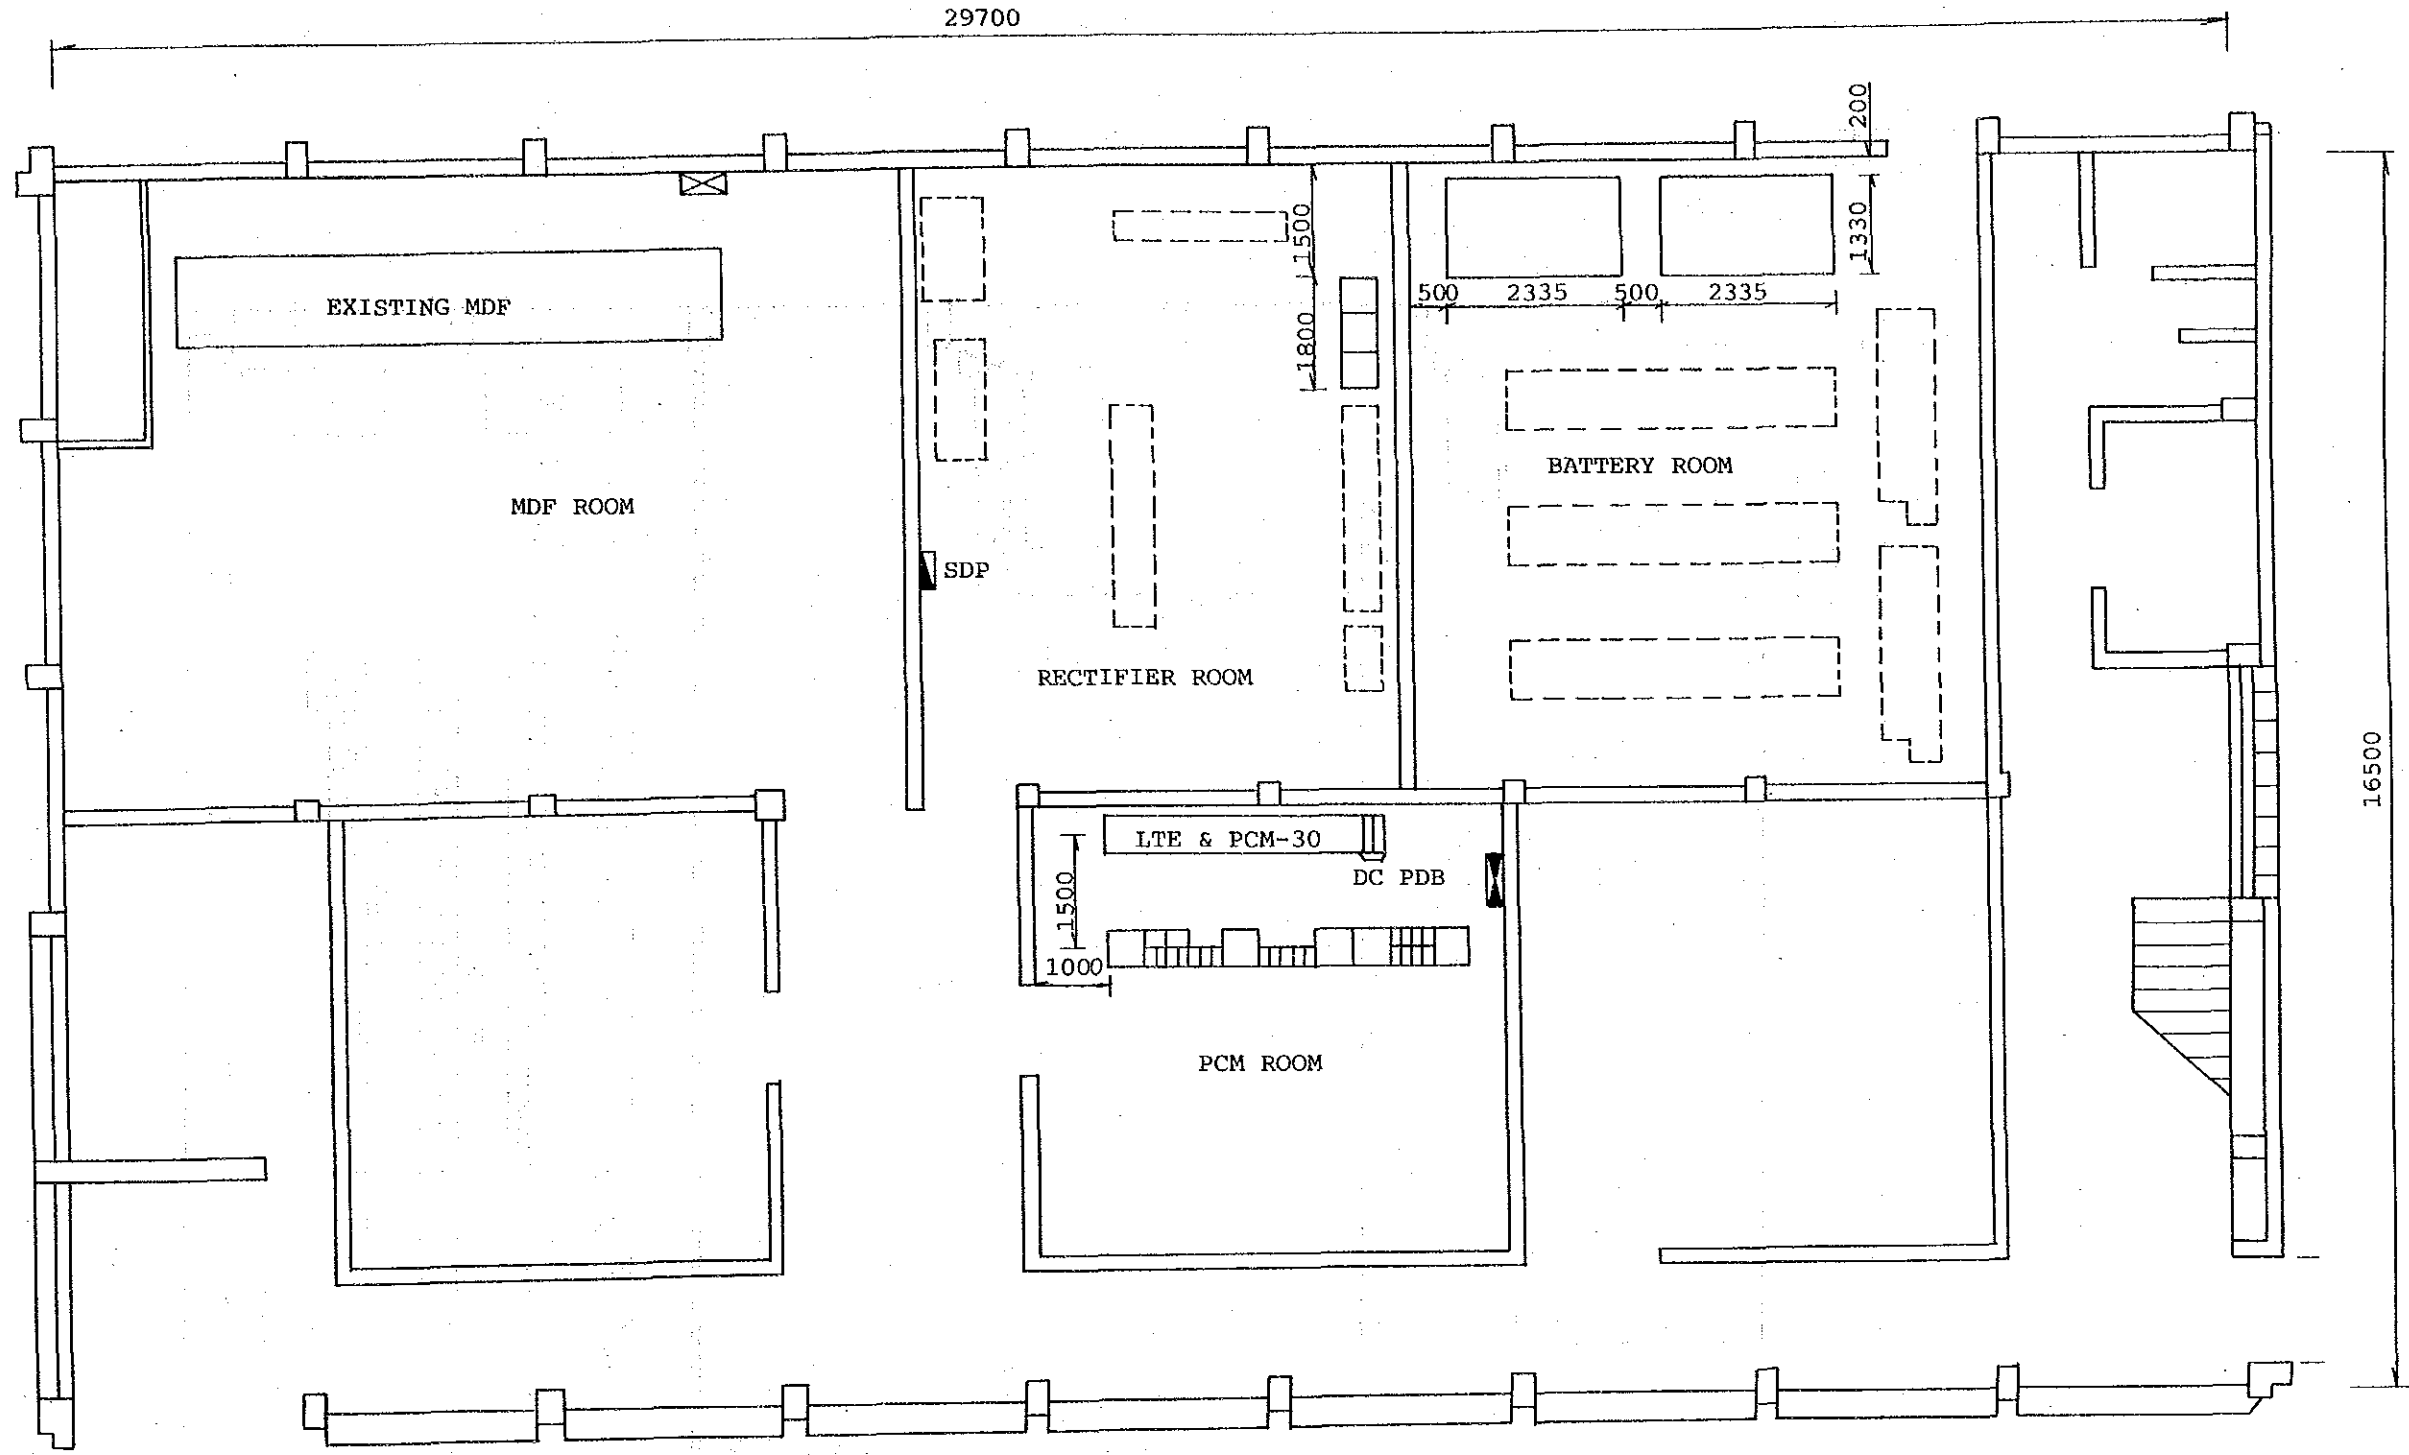 29700
200
1500
1330
500
2335
500
2335
EXISTING MDF
1800
BATTERY ROOM
MDF ROOM
SDP
RECTIFIER ROOM
16500
LTE & PCM-30
DC PDB
1500
1000
PCM ROOM